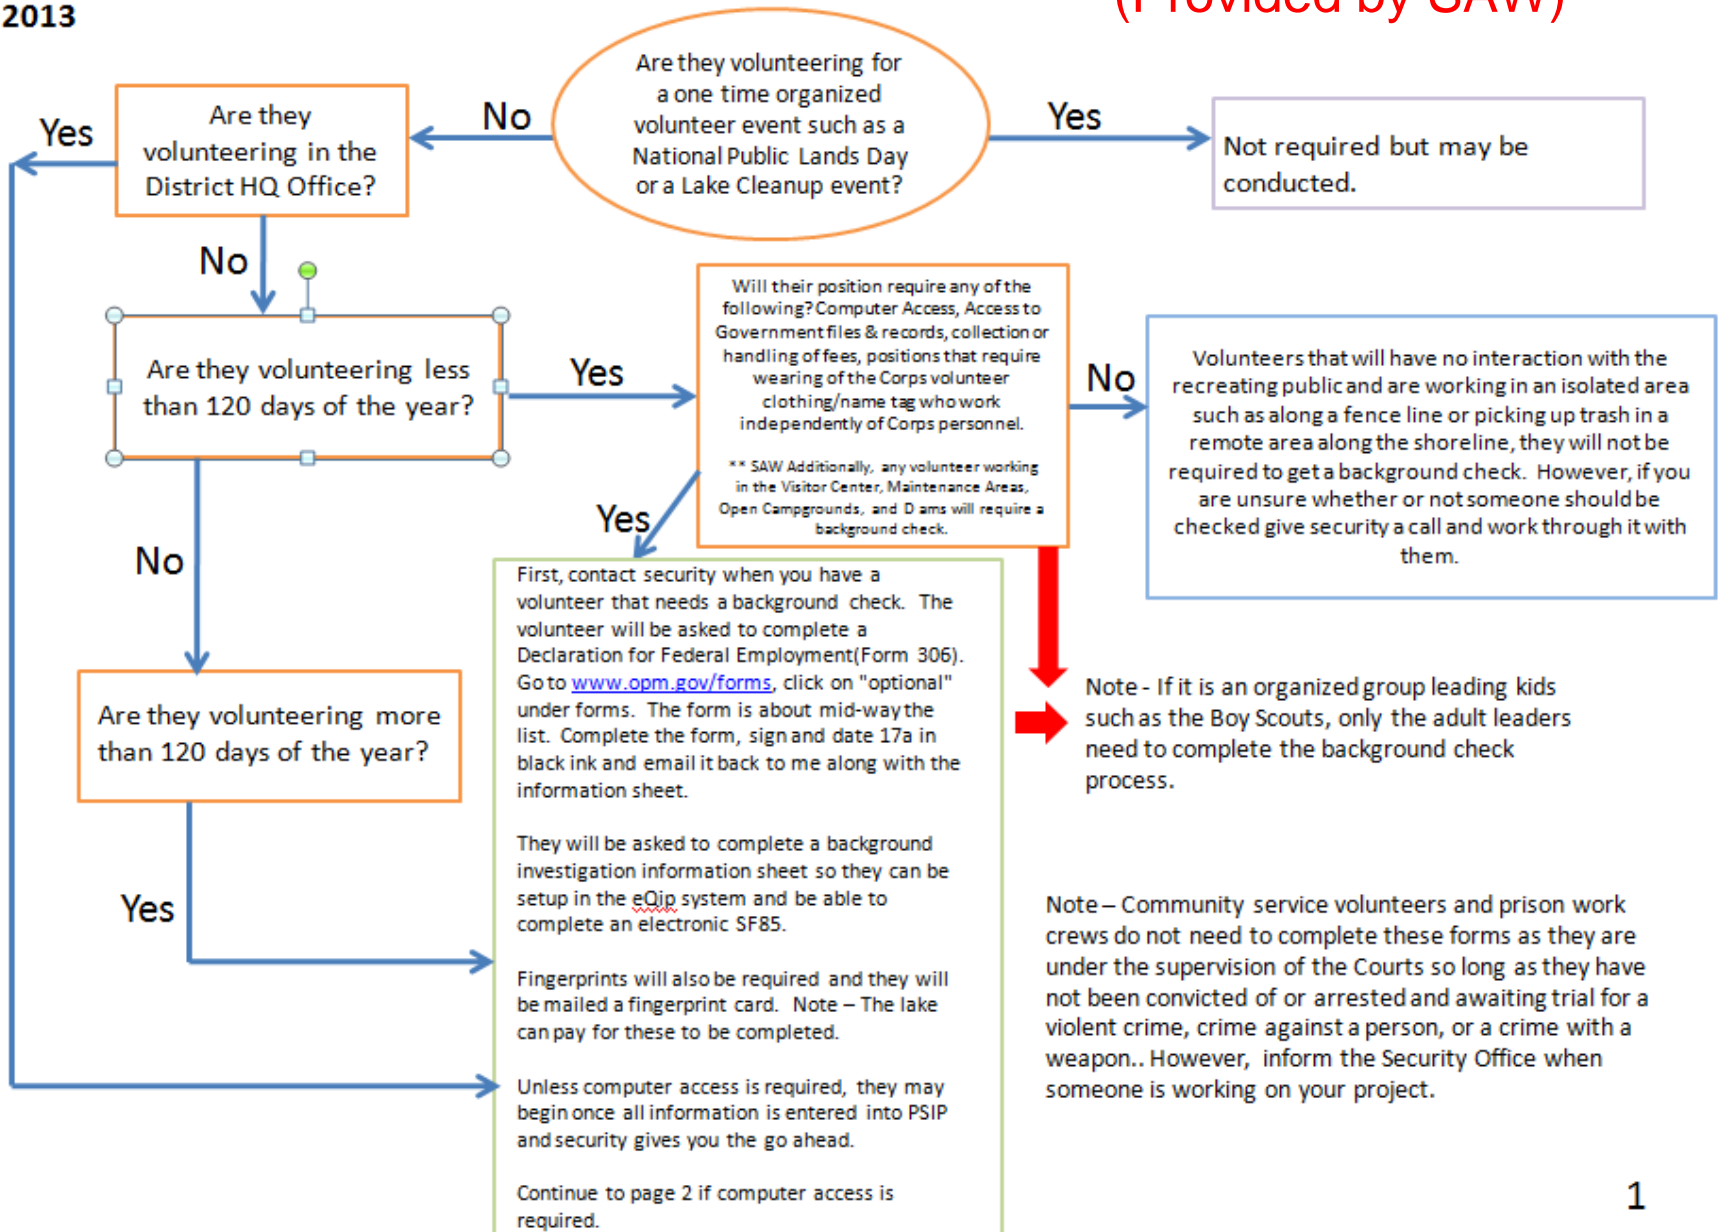 2013
(Provided by SAW)
Are they volunteering for
a one time organized
volunteer event such as a
National Public Lands Day
or a Lake Cleanup event?
No
Yes
Are they
volunteering in the
District HQ Office?
Yes
Not required but may be
conducted.
No
Are they volunteering less
than 120 days of the year?
Yes
Will their position require any of the
following? Computer Access, Access to
Government files & records, collection or
handling of fees, positions that require
wearing of the Corps volunteer
clothing/name tag who work
independently of Corps personnel.
** SAW Additionally, any volunteer working
in the Visitor Center, Maintenance Areas,
Open Campgrounds, and D ams will require a
background check.
No
Volunteers that will have no interaction with the
recreating public and are working in an isolated area
such as along a fence line or picking up trash in a
remote area along the shoreline, they will not be
required to get a background check.  However, if you
are unsure whether or not someone should be
checked give security a call and work through it with
them.
Yes
No
Are they volunteering more
than 120 days of the year?
Yes
First, contact security when you have a
volunteer that needs a background check.  The
volunteer will be asked to complete a
Declaration for Federal Employment(Form 306).
Go to www.opm.gov/forms, click on "optional"
under forms.  The form is about mid-way the
list.  Complete the form, sign and date 17a in
black ink and email it back to me along with the
information sheet.
They will be asked to complete a background
investigation information sheet so they can be
setup in the eQip system and be able to
complete an electronic SF85.
Fingerprints will also be required and they will
be mailed a fingerprint card.  Note – The lake
can pay for these to be completed.
Unless computer access is required, they may
begin once all information is entered into PSIP
and security gives you the go ahead.
Continue to page 2 if computer access is
required.
Note - If it is an organized group leading kids
such as the Boy Scouts, only the adult leaders
need to complete the background check
process.
Note – Community service volunteers and prison work
crews do not need to complete these forms as they are
under the supervision of the Courts so long as they have
not been convicted of or arrested and awaiting trial for a
violent crime, crime against a person, or a crime with a
weapon.. However,  inform the Security Office when
someone is working on your project.
1